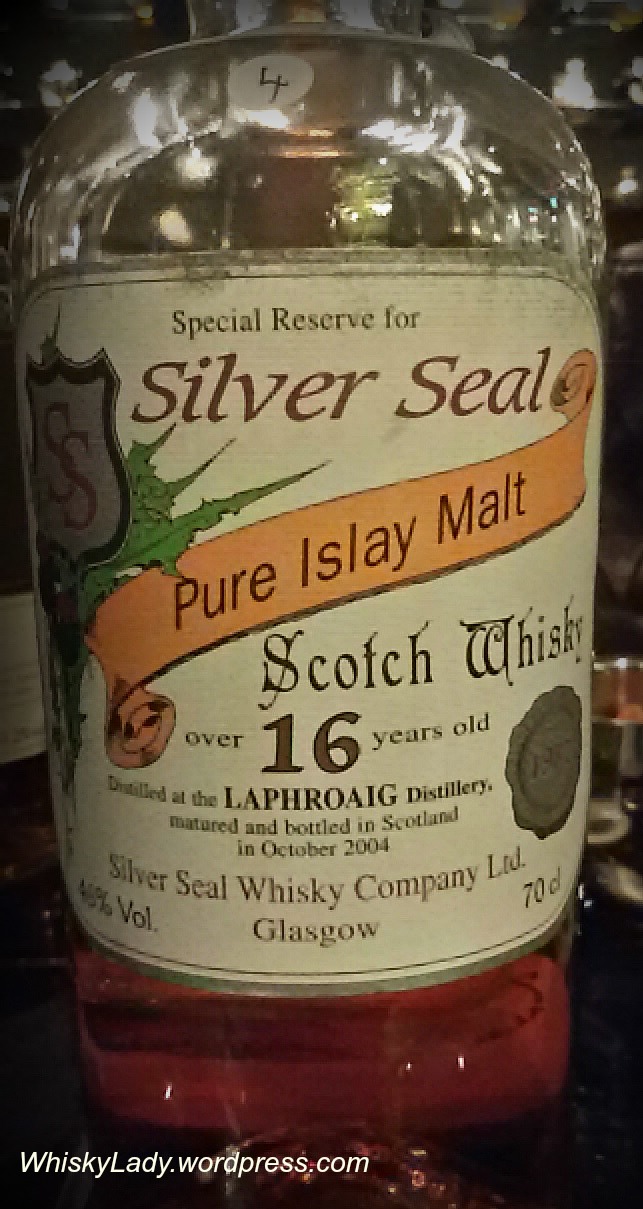 4
Special Reserve for
Silver Seal
SS
Pure Islay Malt
Scotch Whisky
over 16 years old
Distilled at the LAPHROAIG Distillery,
matured and bottled in Scotland
in October 2004
Silver Seal Whisky Company Ltd.
46% Vol.
70 cl
Glasgow
WhiskyLady.wordpress.com